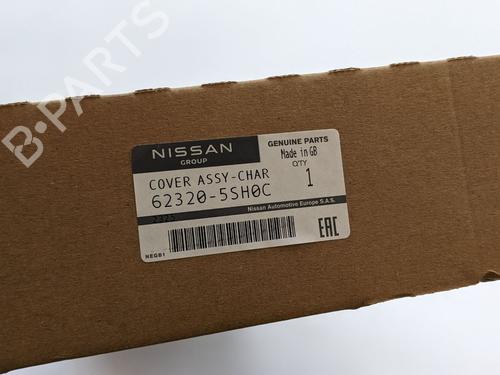 B-PARTS
NISSAN
GROUP
GENUINE PARTS
Made in GB
Q'TY
1
COVER ASSY-CHAR
62320-5SH0C
Nissan Automotive Europe S.A.S.
NEGB1
EAC